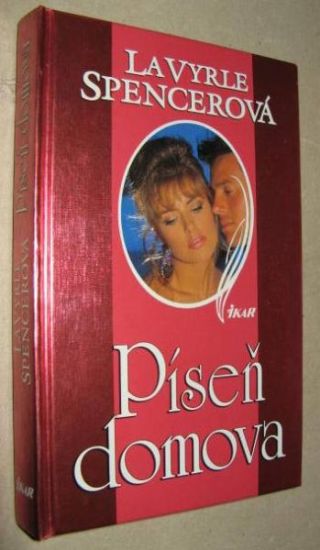 LAVYRLE
SPENCEROVÁ
IKAR
Píseň
domova
LAVYRLE
SPENCEROVÁ
Píseň domova
IKAR